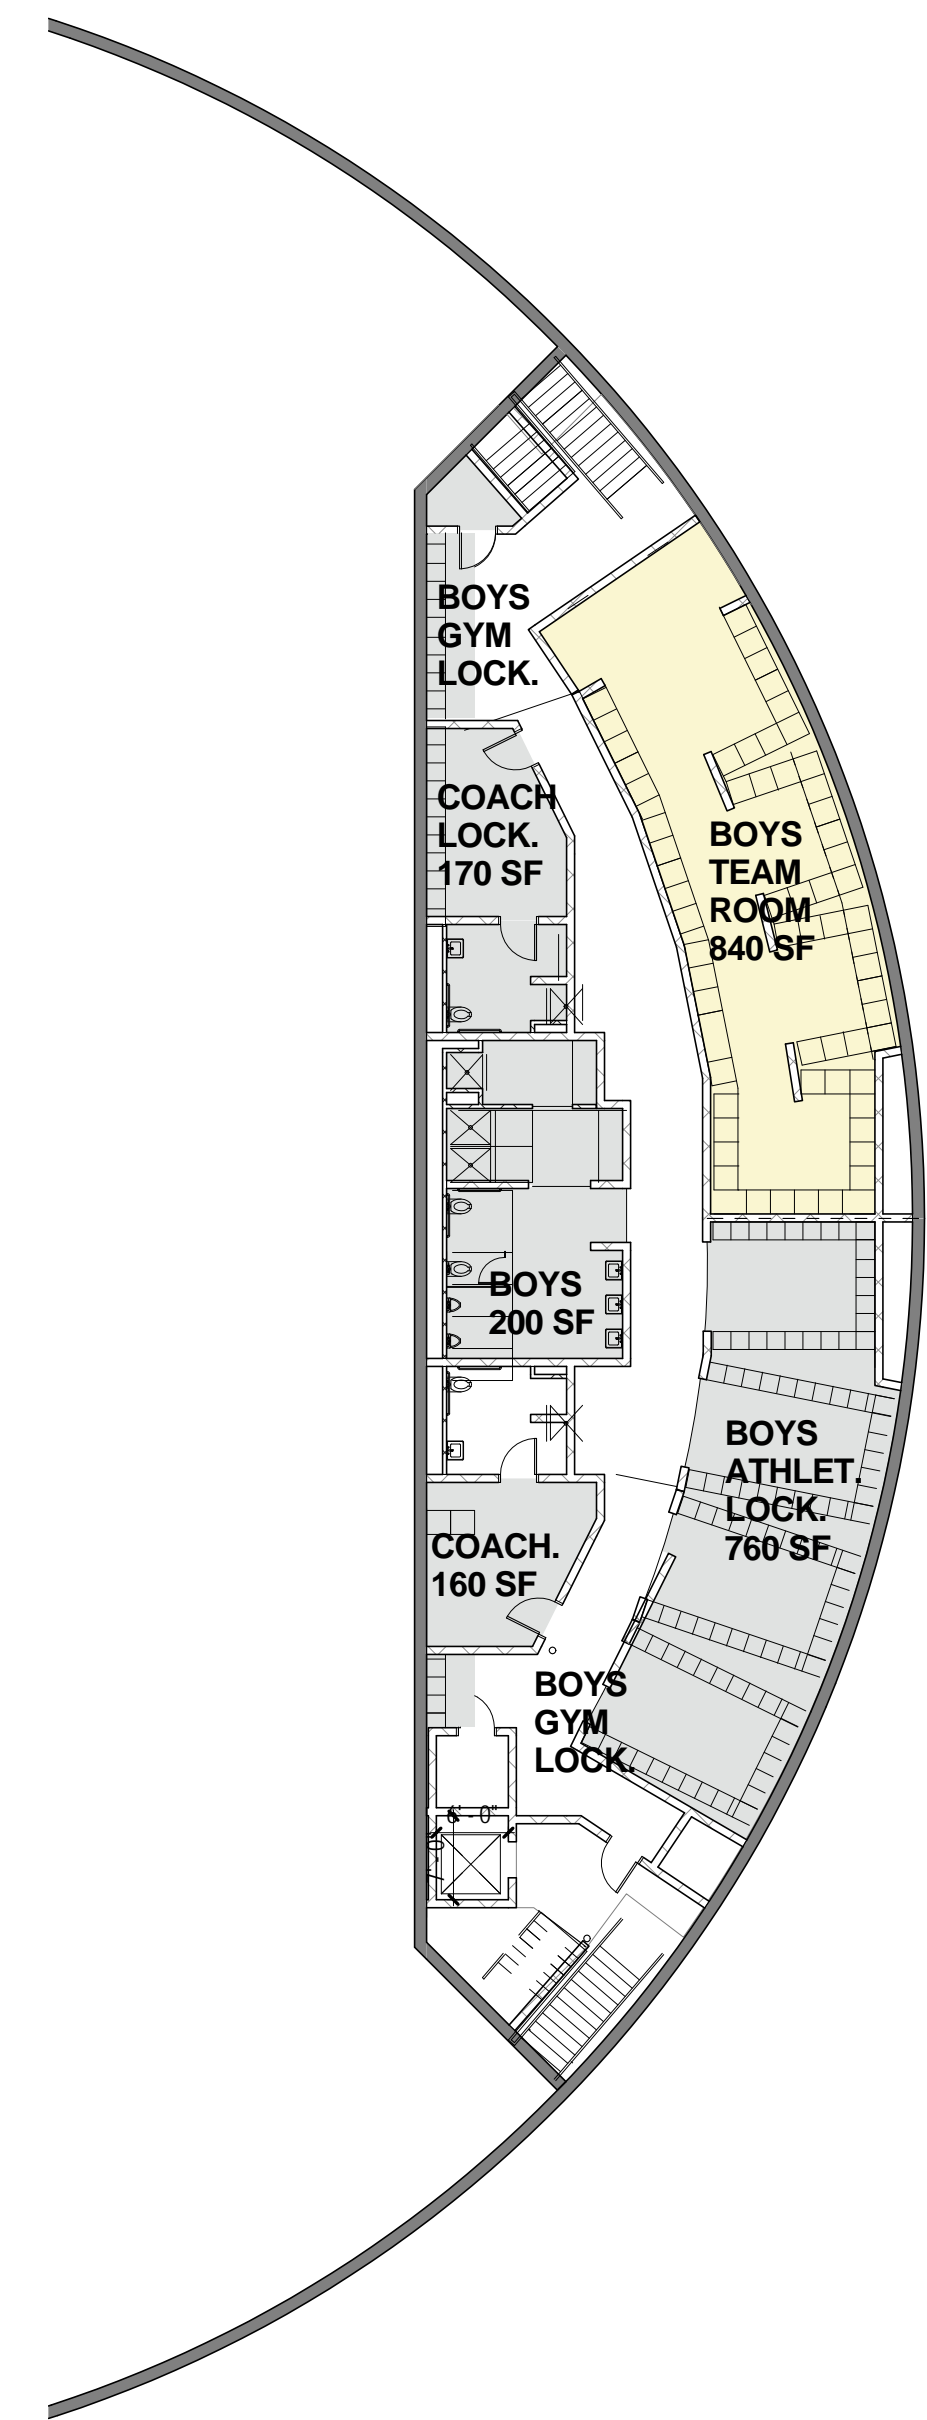 BOYS
GYM
LOCK.
COACH
LOCK.
170 SF
BOYS
TEAM
ROOM
840 SF
BOYS
200 SF
BOYS
ATHLET.
LOCK.
760 SF
COACH.
160 SF
BOYS
GYM
LOCK.
6' - 0"